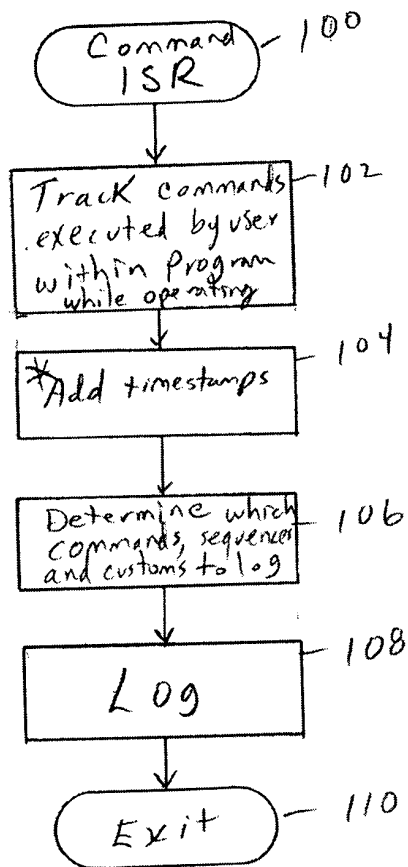 Command
ISR
100
Track commands
executed by user
within Program
while operating
102
*Add timestamps
104
Determine which
commands, sequences
and customs to log
106
Log
108
Exit
110